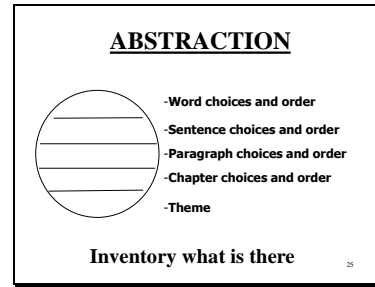 ABSTRACTION
-Word choices and order
-Sentence choices and order
-Paragraph choices and order
-Chapter choices and order
-Theme
Inventory what is there
25